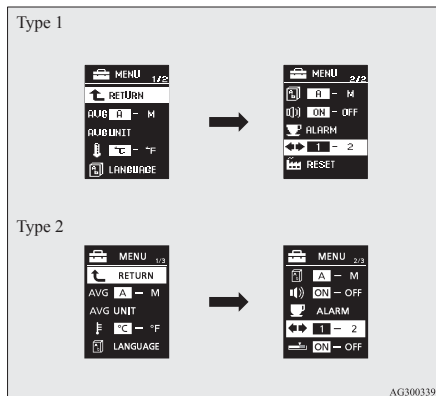 Type 1
MENU 1/2
RETURN
AVG A – M
AVG UNIT
°C – °F
LANGUAGE
MENU 2/2
A – M
ON – OFF
ALARM
1 – 2
RESET
Type 2
MENU 1/3
RETURN
AVG A – M
AVG UNIT
°C – °F
LANGUAGE
MENU 2/3
A – M
ON – OFF
ALARM
1 – 2
ON – OFF
AG300339